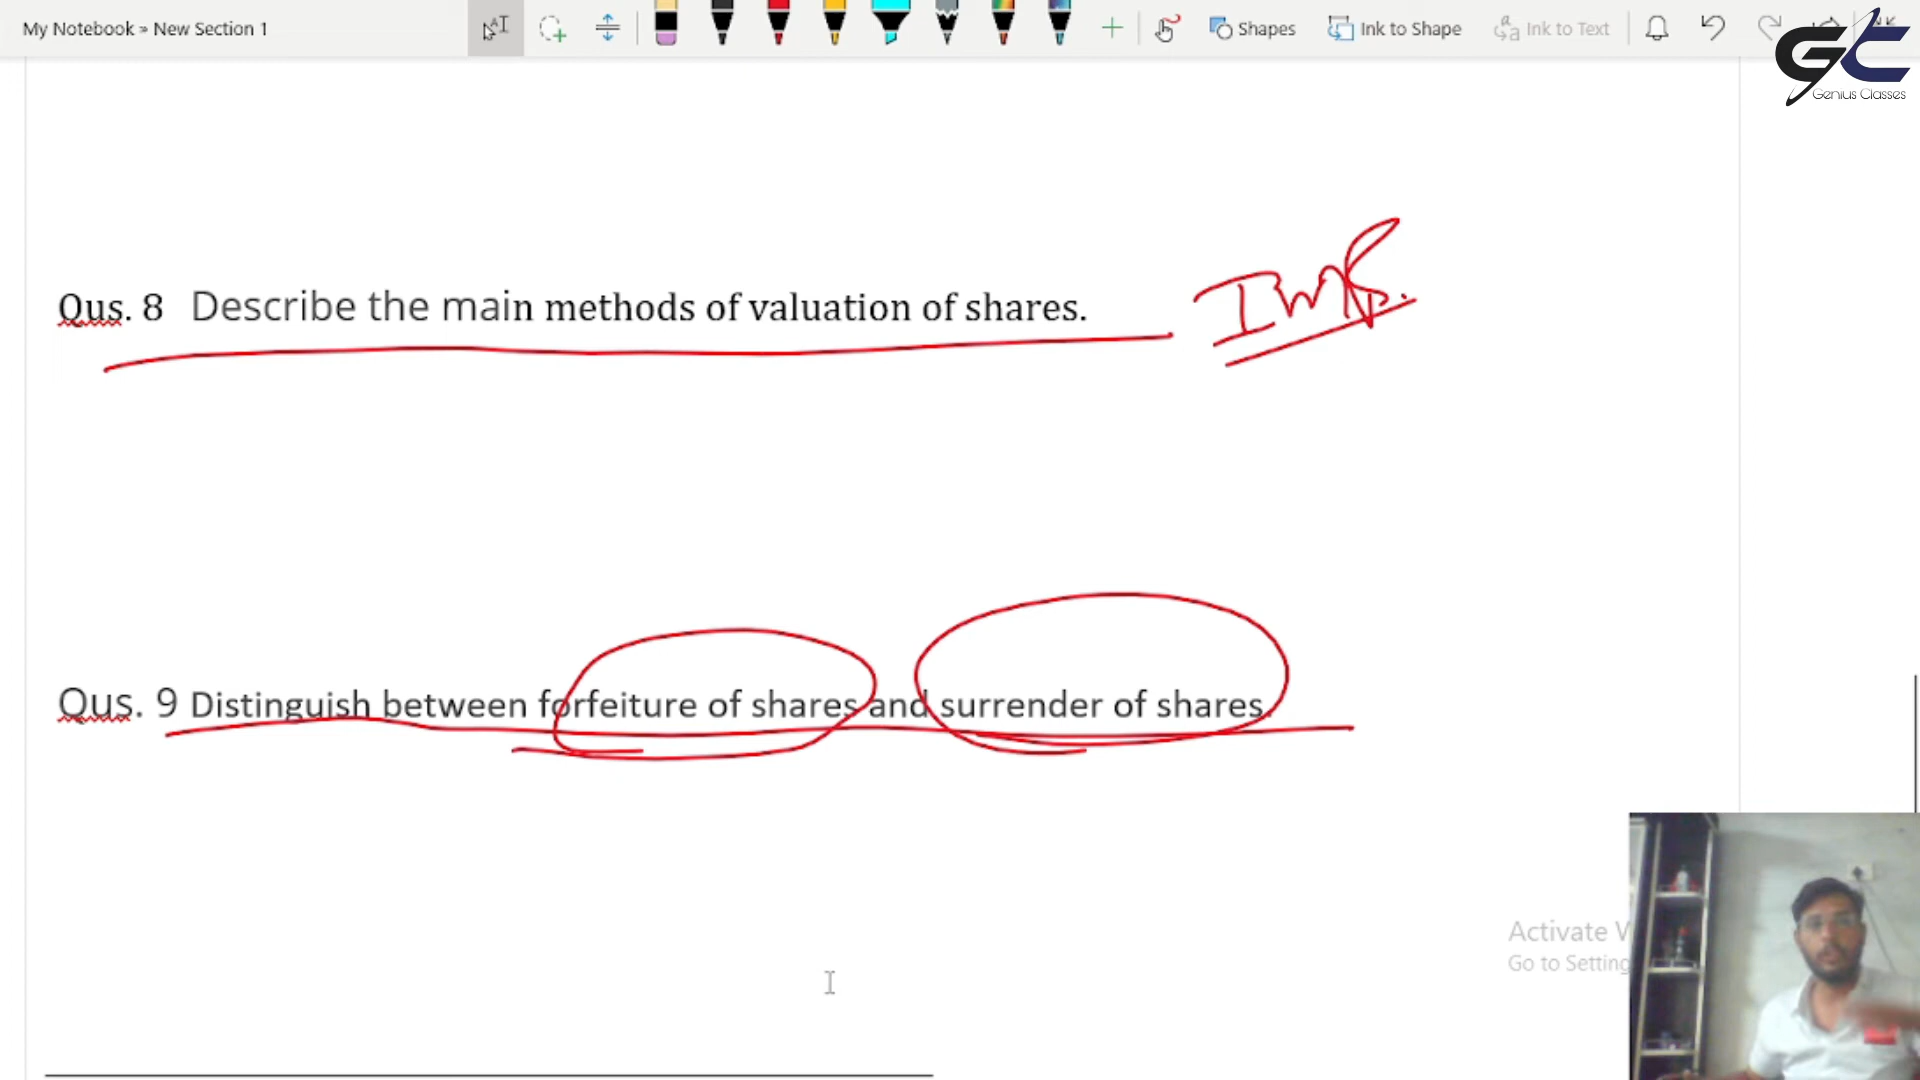 My Notebook » New Section 1
Shapes
Ink to Shape
Ink to Text
GC
Genius Classes
Qus. 8 Describe the main methods of valuation of shares.
Imp.
Qus. 9 Distinguish between forfeiture of shares and surrender of shares.
Activate
Go to Setting